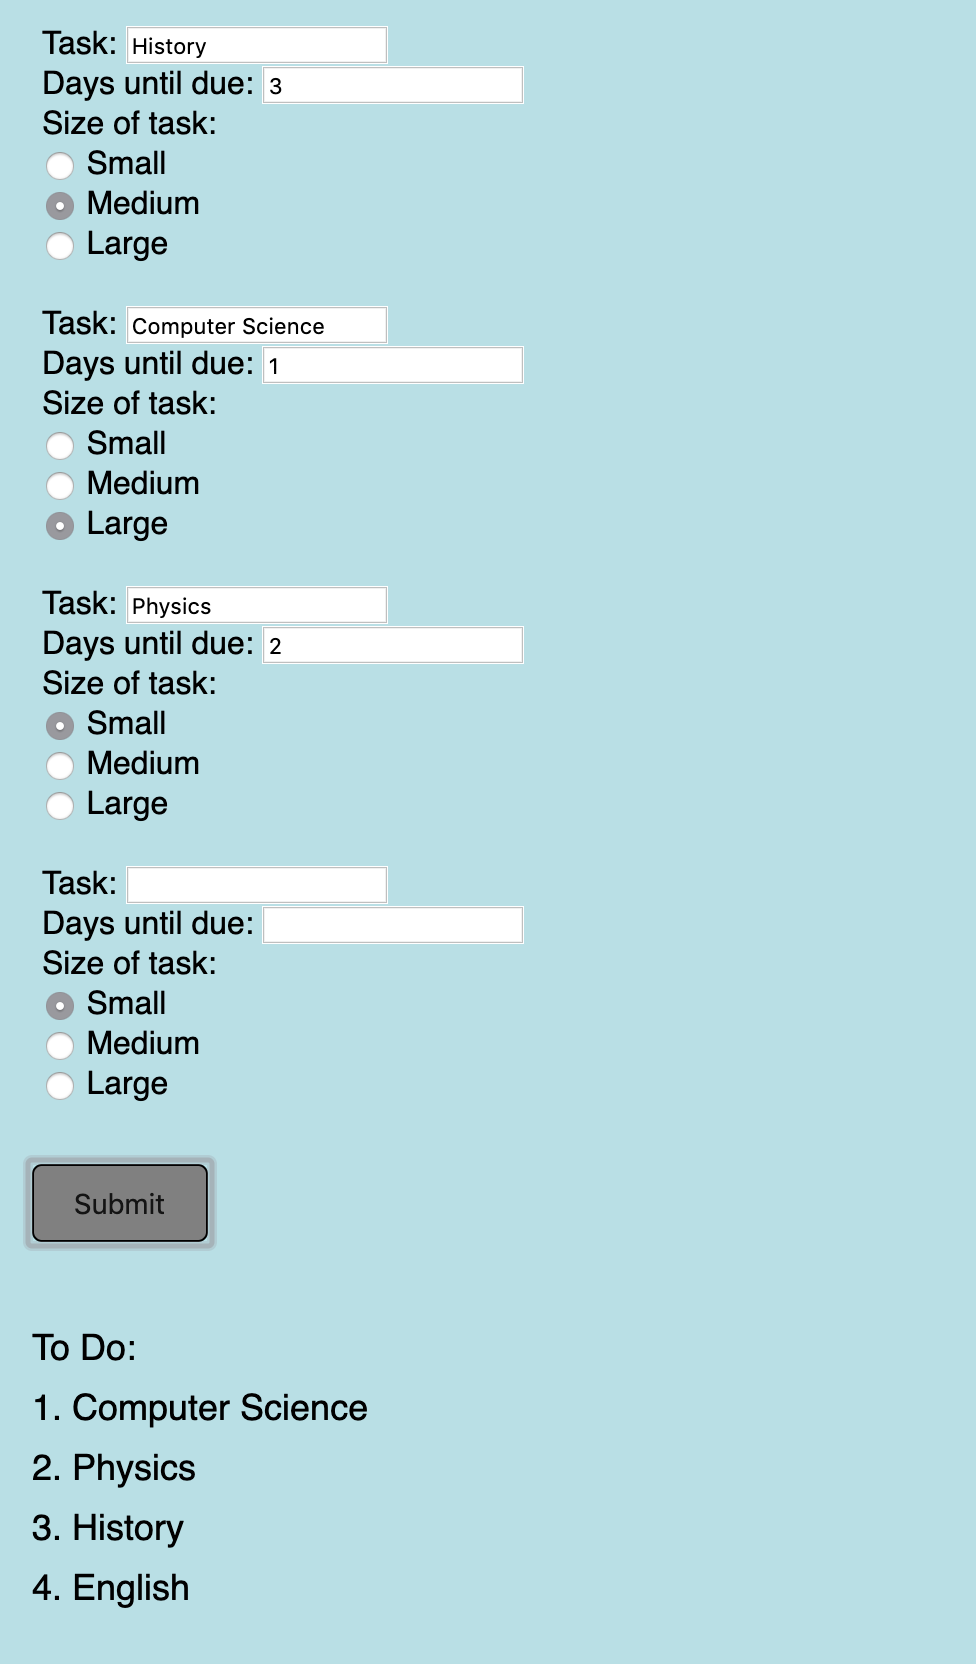 Task: History
Days until due: 3
Size of task:
Small
Medium
Large
Task: Computer Science
Days until due: 1
Size of task:
Small
Medium
Large
Task: Physics
Days until due: 2
Size of task:
Small
Medium
Large
Task:
Days until due:
Size of task:
Small
Medium
Large
Submit
To Do:
1. Computer Science
2. Physics
3. History
4. English